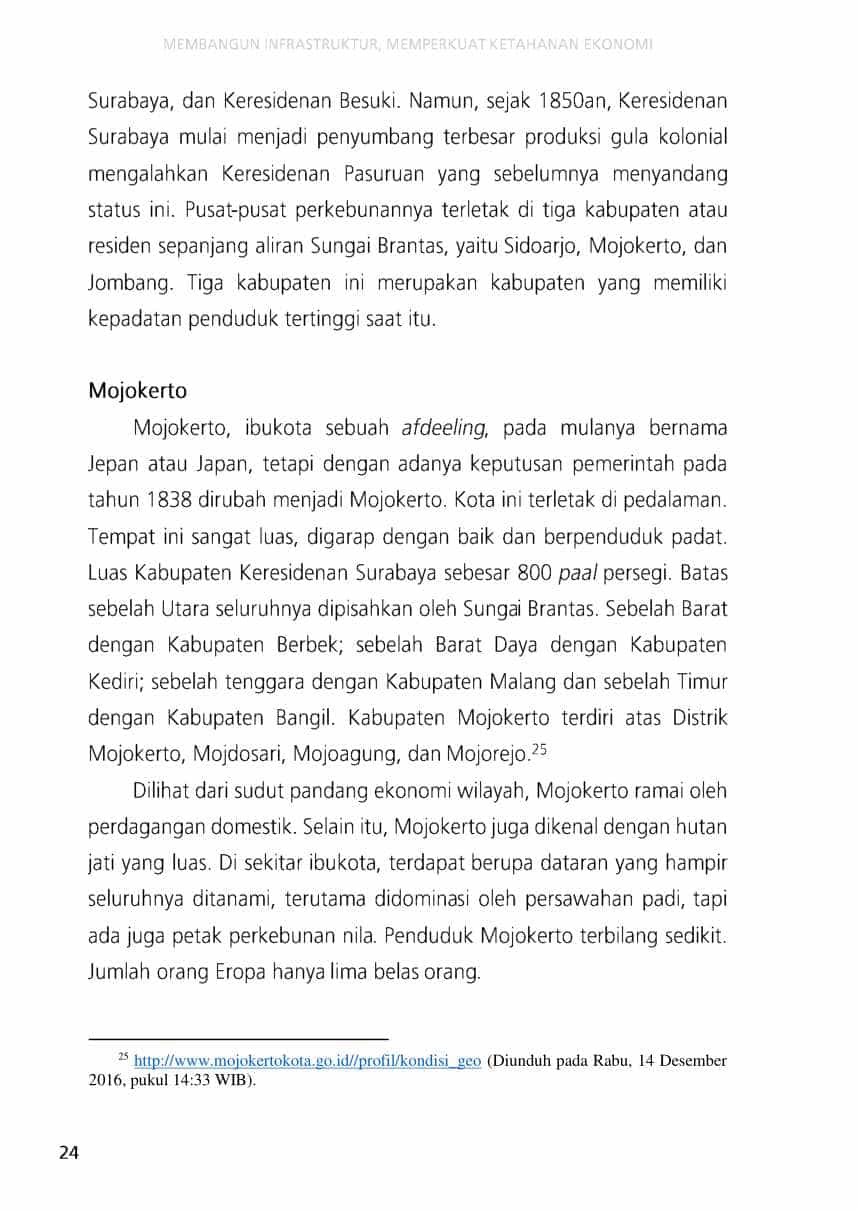 MEMBANGUN INFRASTRUKTUR, MEMPERKUAT KETAHANAN EKONOMI
Surabaya, dan Keresidenan Besuki. Namun, sejak 1850an, Keresidenan
Surabaya mulai menjadi penyumbang terbesar produksi gula kolonial
mengalahkan Keresidenan Pasuruan yang sebelumnya menyandang
status ini. Pusat-pusat perkebunannya terletak di tiga kabupaten atau
residen sepanjang aliran Sungai Brantas, yaitu Sidoarjo, Mojokerto, dan
Jombang. Tiga kabupaten ini merupakan kabupaten yang memiliki
kepadatan penduduk tertinggi saat itu.
Mojokerto
Mojokerto, ibukota sebuah afdeeling, pada mulanya bernama
Jepan atau Japan, tetapi dengan adanya keputusan pemerintah pada
tahun 1838 dirubah menjadi Mojokerto. Kota ini terletak di pedalaman.
Tempat ini sangat luas, digarap dengan baik dan berpenduduk padat.
Luas Kabupaten Keresidenan Surabaya sebesar 800 paal persegi. Batas
sebelah Utara seluruhnya dipisahkan oleh Sungai Brantas. Sebelah Barat
dengan Kabupaten Berbek; sebelah Barat Daya dengan Kabupaten
Kediri; sebelah tenggara dengan Kabupaten Malang dan sebelah Timur
dengan Kabupaten Bangil. Kabupaten Mojokerto terdiri atas Distrik
Mojokerto, Mojdosari, Mojoagung, dan Mojorejo.25
Dilihat dari sudut pandang ekonomi wilayah, Mojokerto ramai oleh
perdagangan domestik. Selain itu, Mojokerto juga dikenal dengan hutan
jati yang luas. Di sekitar ibukota, terdapat berupa dataran yang hampir
seluruhnya ditanami, terutama didominasi oleh persawahan padi, tapi
ada juga petak perkebunan nila. Penduduk Mojokerto terbilang sedikit.
Jumlah orang Eropa hanya lima belas orang.
25 http://www.mojokertokota.go.id//profil/kondisi_geo (Diunduh pada Rabu, 14 Desember
2016, pukul 14:33 WIB).
24